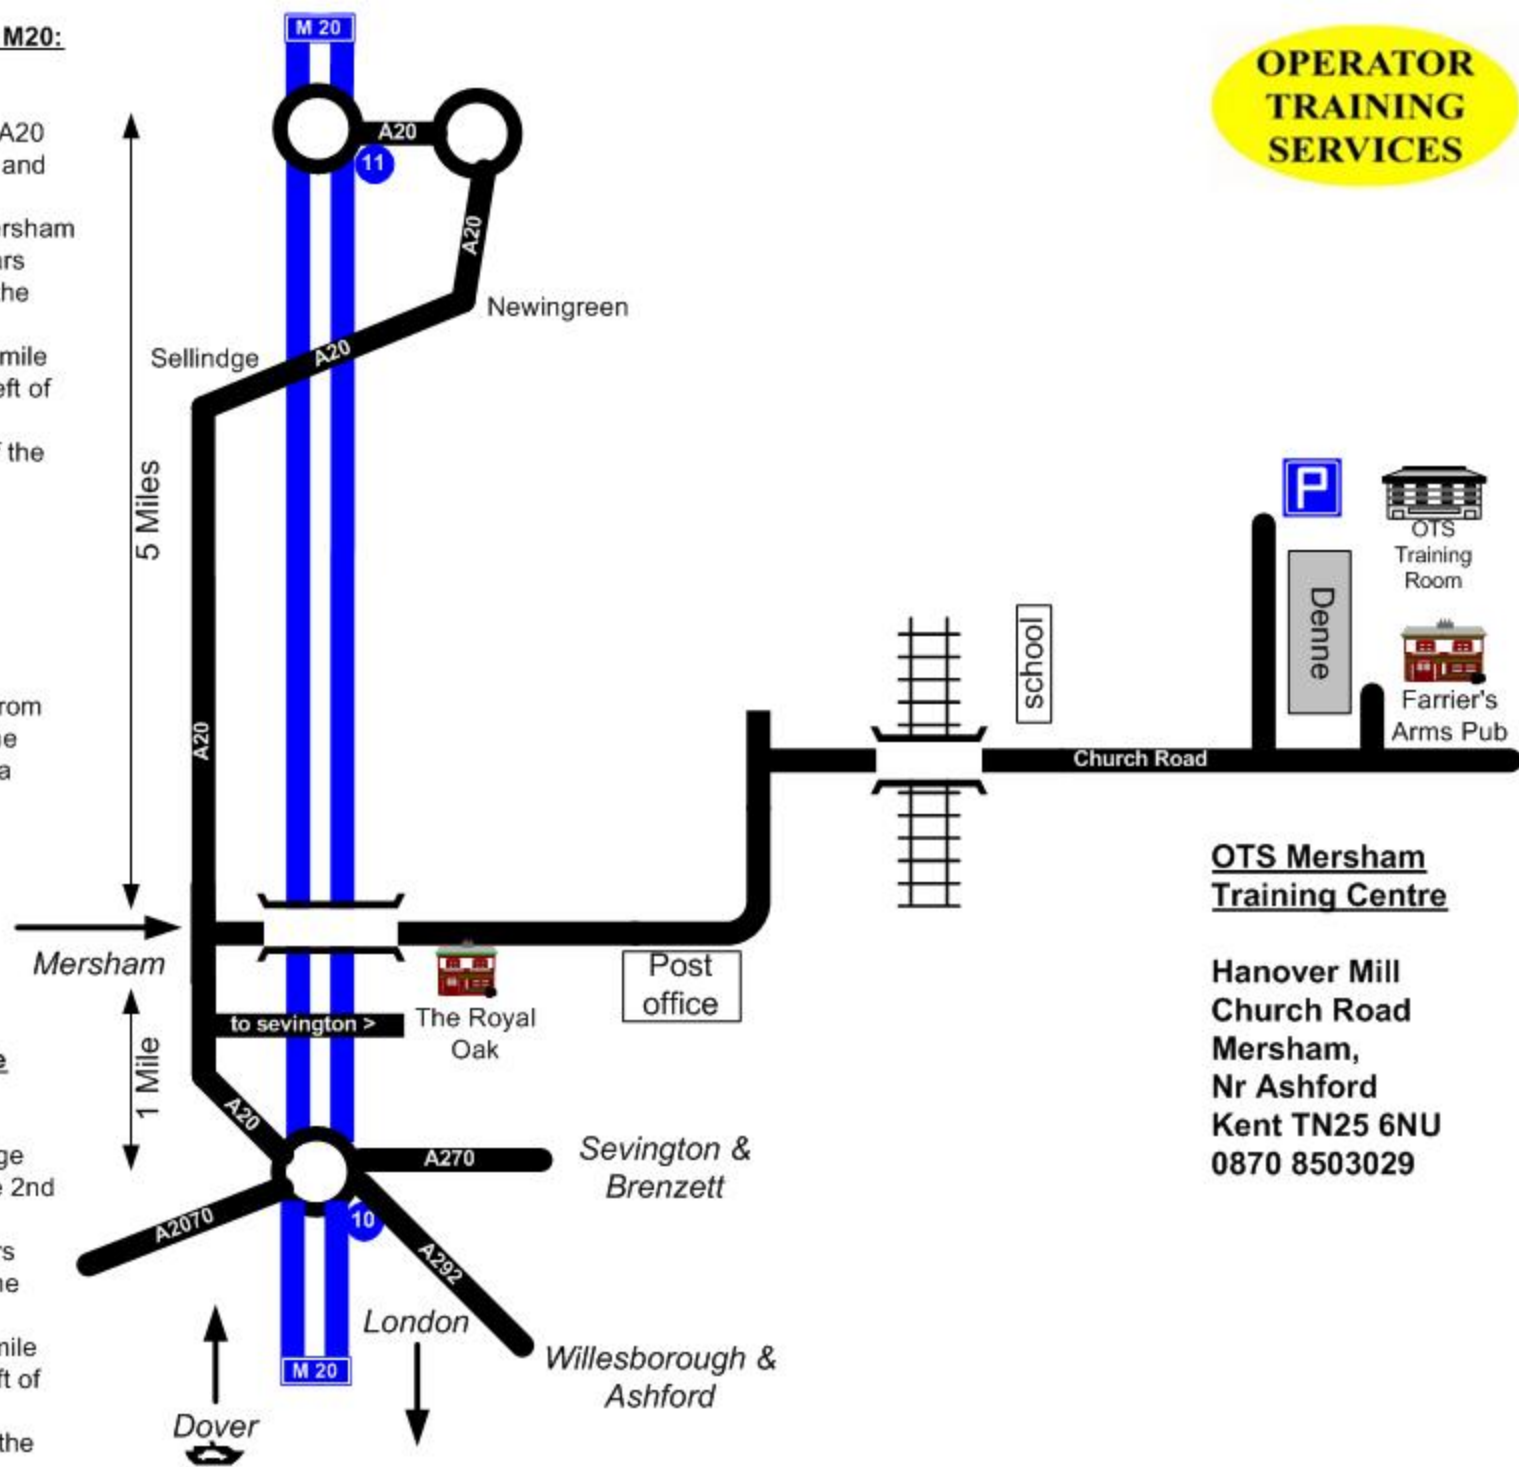 M20:
A20
and
ars
the
mile
eft of
f the
rom
a
ge
2nd
rs
mile
ft of
the
M 20
A20
11
A20
Newingreen
Sellindge
A20
5 Miles
A20
Mersham
to sevington >
The Royal
Oak
Post
office
1 Mile
A20
A270
Sevington &
Brenzett
A2070
10
A292
London
Willesborough &
Ashford
M 20
Dover
school
Church Road
P
OTS
Training
Room
Denne
Farrier's
Arms Pub
OPERATOR
TRAINING
SERVICES
OTS Mersham
Training Centre
Hanover Mill
Church Road
Mersham,
Nr Ashford
Kent TN25 6NU
0870 8503029